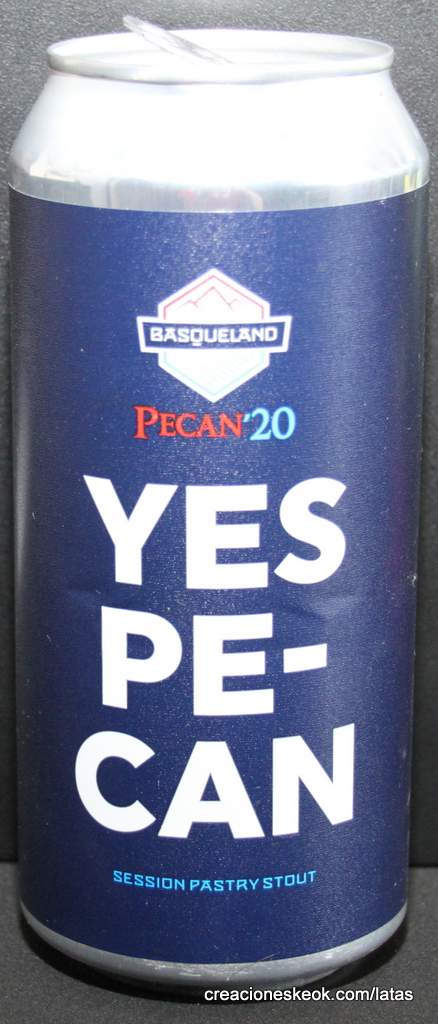 BASQUELAND
PECAN'20
YES
PE-
CAN
SESSION PASTRY STOUT
creacioneskeok.com/latas